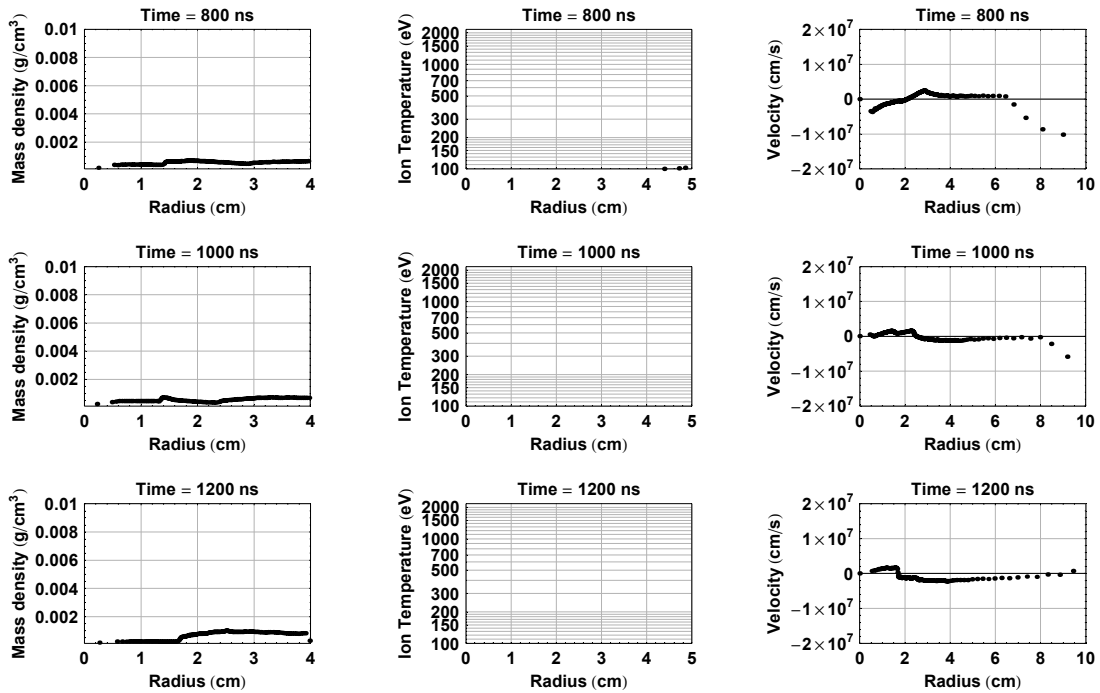 Time = 800 ns
Mass density (g/cm³)
0.01
0.008
0.006
0.004
0.002
0 1 2 3 4
Radius (cm)
Time = 800 ns
Ion Temperature (eV)
2000
1500
1000
700
500
300
200
150
100
0 1 2 3 4 5
Radius (cm)
Time = 800 ns
Velocity (cm/s)
2×10⁷
1×10⁷
0
−1×10⁷
−2×10⁷
0 2 4 6 8 10
Radius (cm)
Time = 1000 ns
Mass density (g/cm³)
0.01
0.008
0.006
0.004
0.002
0 1 2 3 4
Radius (cm)
Time = 1000 ns
Ion Temperature (eV)
2000
1500
1000
700
500
300
200
150
100
0 1 2 3 4 5
Radius (cm)
Time = 1000 ns
Velocity (cm/s)
2×10⁷
1×10⁷
0
−1×10⁷
−2×10⁷
0 2 4 6 8 10
Radius (cm)
Time = 1200 ns
Mass density (g/cm³)
0.01
0.008
0.006
0.004
0.002
0 1 2 3 4
Radius (cm)
Time = 1200 ns
Ion Temperature (eV)
2000
1500
1000
700
500
300
200
150
100
0 1 2 3 4 5
Radius (cm)
Time = 1200 ns
Velocity (cm/s)
2×10⁷
1×10⁷
0
−1×10⁷
−2×10⁷
0 2 4 6 8 10
Radius (cm)